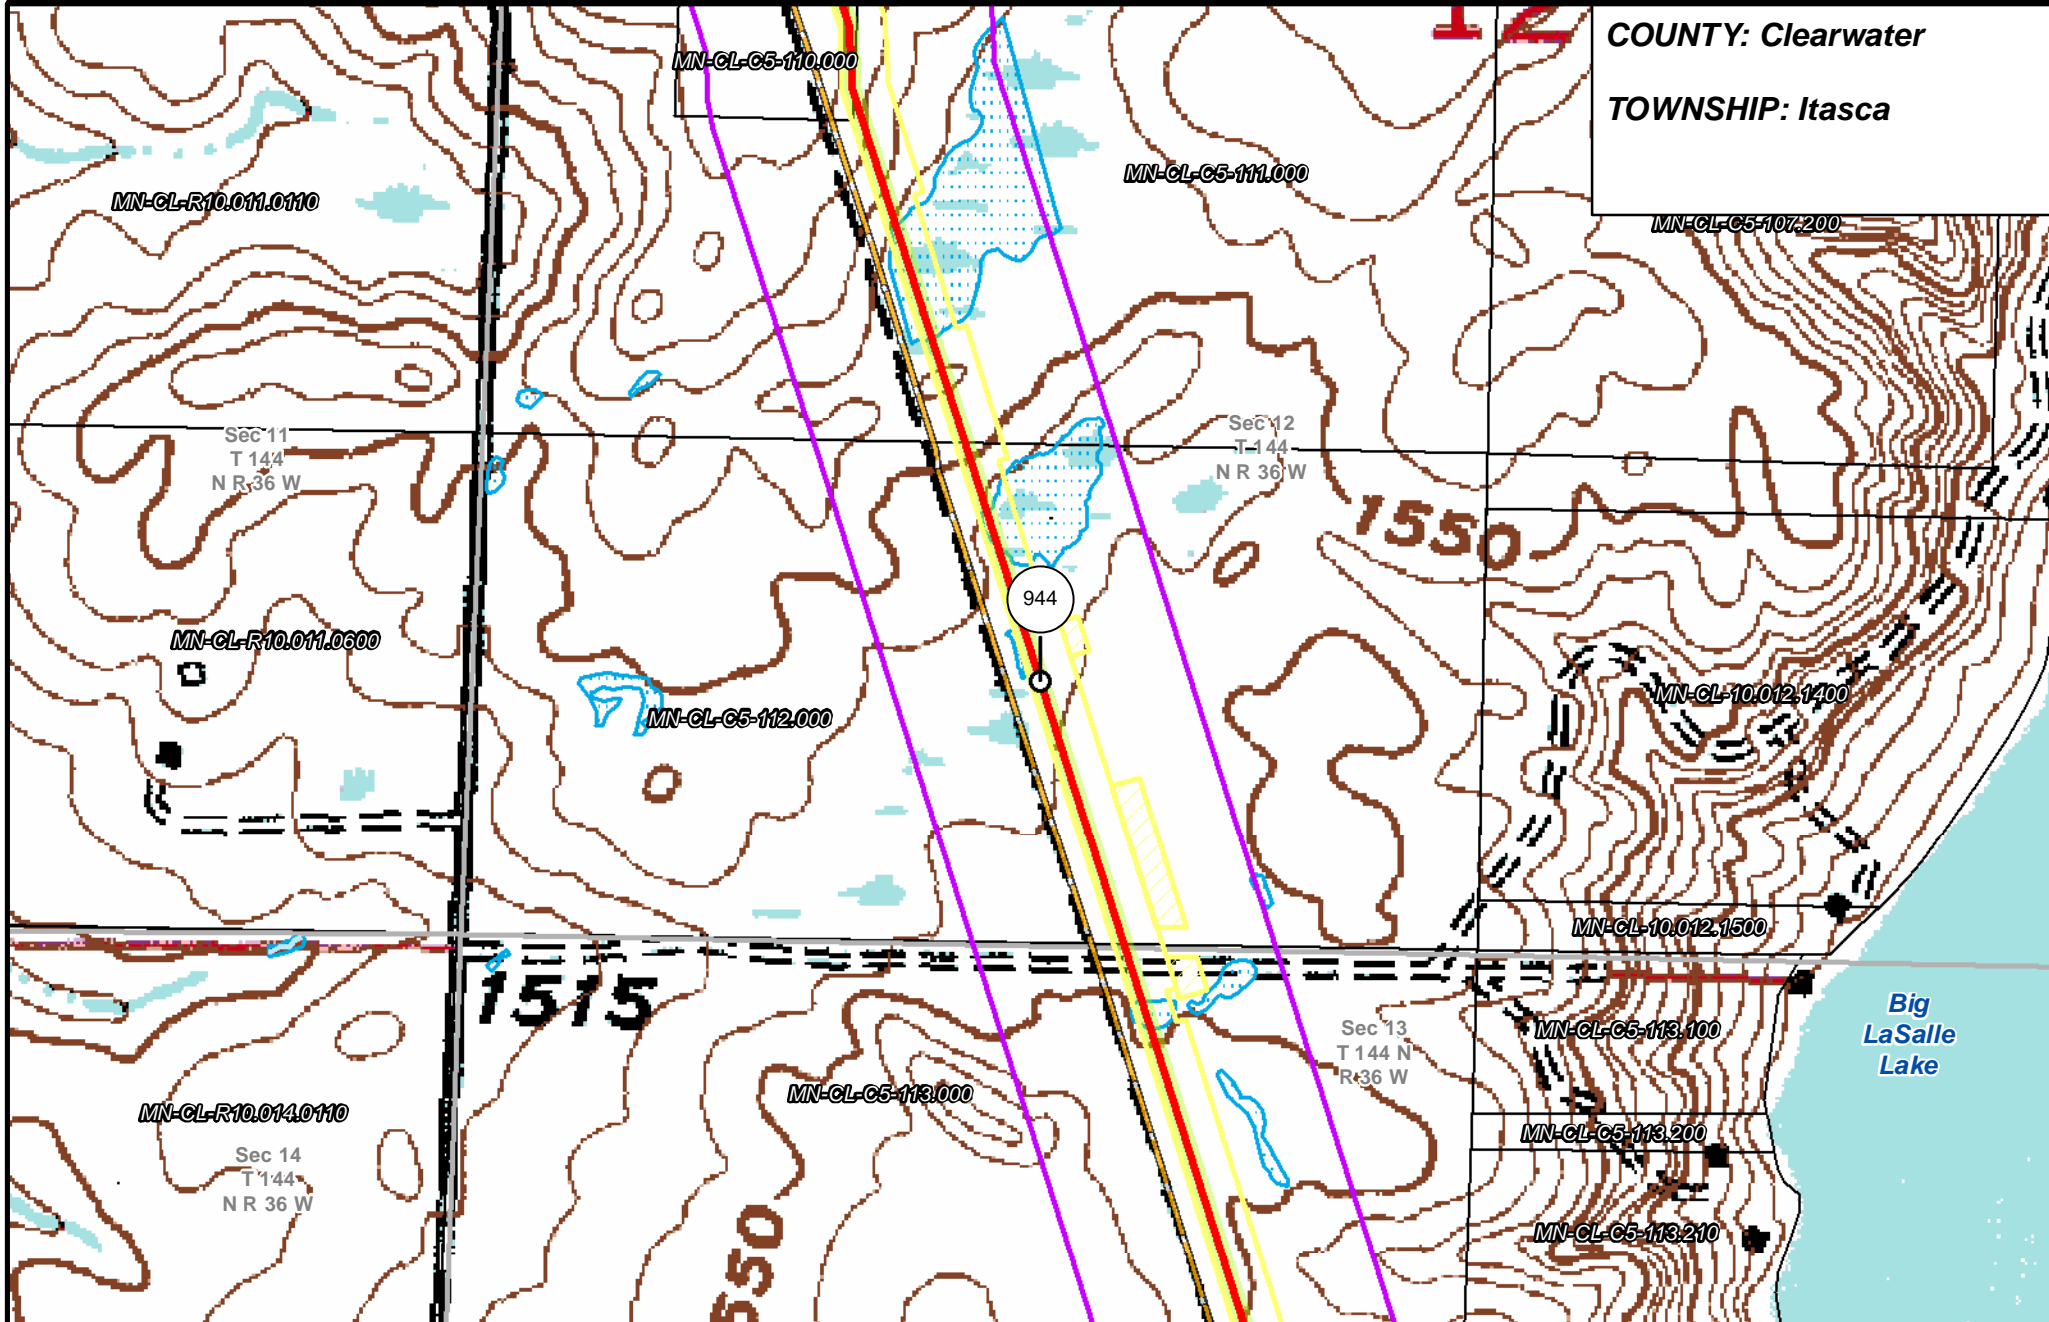 12
COUNTY: Clearwater
TOWNSHIP: Itasca
MN-CL-C5-110.000
MN-CL-C5-111.000
MN-CL-R10.011.0110
MN-CL-C5-107.200
Sec 11
T 144
N R 36 W
Sec 12
T 144
N R 36 W
1550
944
MN-CL-R10.011.0600
MN-CL-10.012.1400
MN-CL-C5-112.000
MN-CL-10.012.1500
1515
Big
LaSalle
Lake
Sec 13
T 144 N
R 36 W
MN-CL-C5-113.100
MN-CL-C5-113.000
MN-CL-R10.014.0110
MN-CL-C5-113.200
Sec 14
T 144
N R 36 W
MN-CL-C5-113.210
550